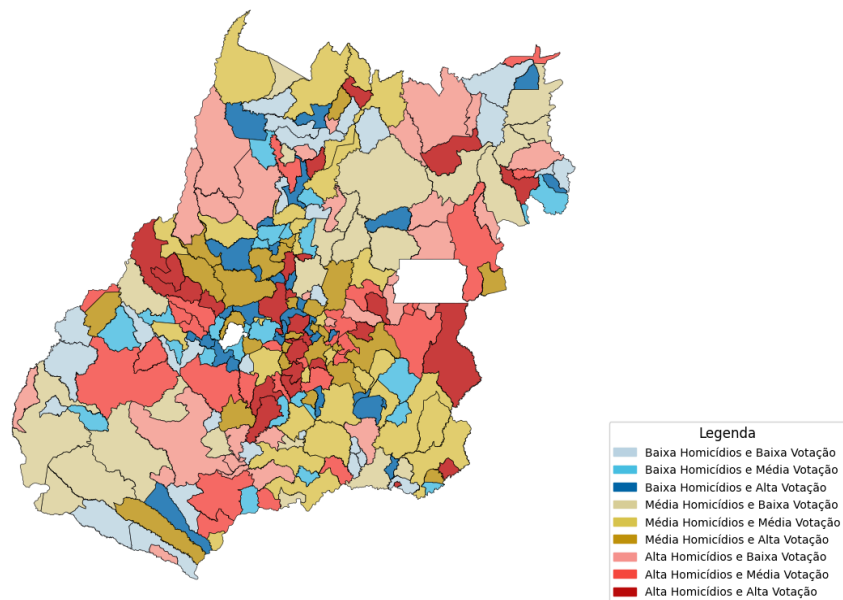 Legenda
Baixa Homicídios e Baixa Votação
Baixa Homicídios e Média Votação
Baixa Homicídios e Alta Votação
Média Homicídios e Baixa Votação
Média Homicídios e Média Votação
Média Homicídios e Alta Votação
Alta Homicídios e Baixa Votação
Alta Homicídios e Média Votação
Alta Homicídios e Alta Votação